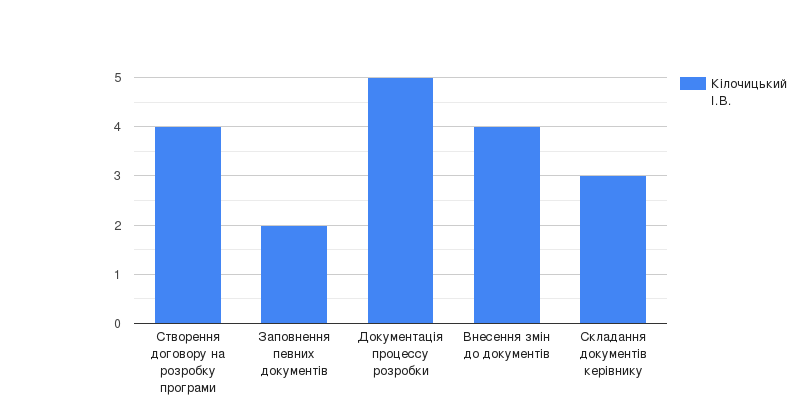 5
4
3
2
1
0
Кілочицький
І.В.
Створення
договору на
розробку
програми
Заповнення
певних
документів
Документація
процессу
розробки
Внесення змін
до документів
Складання
документів
керівнику